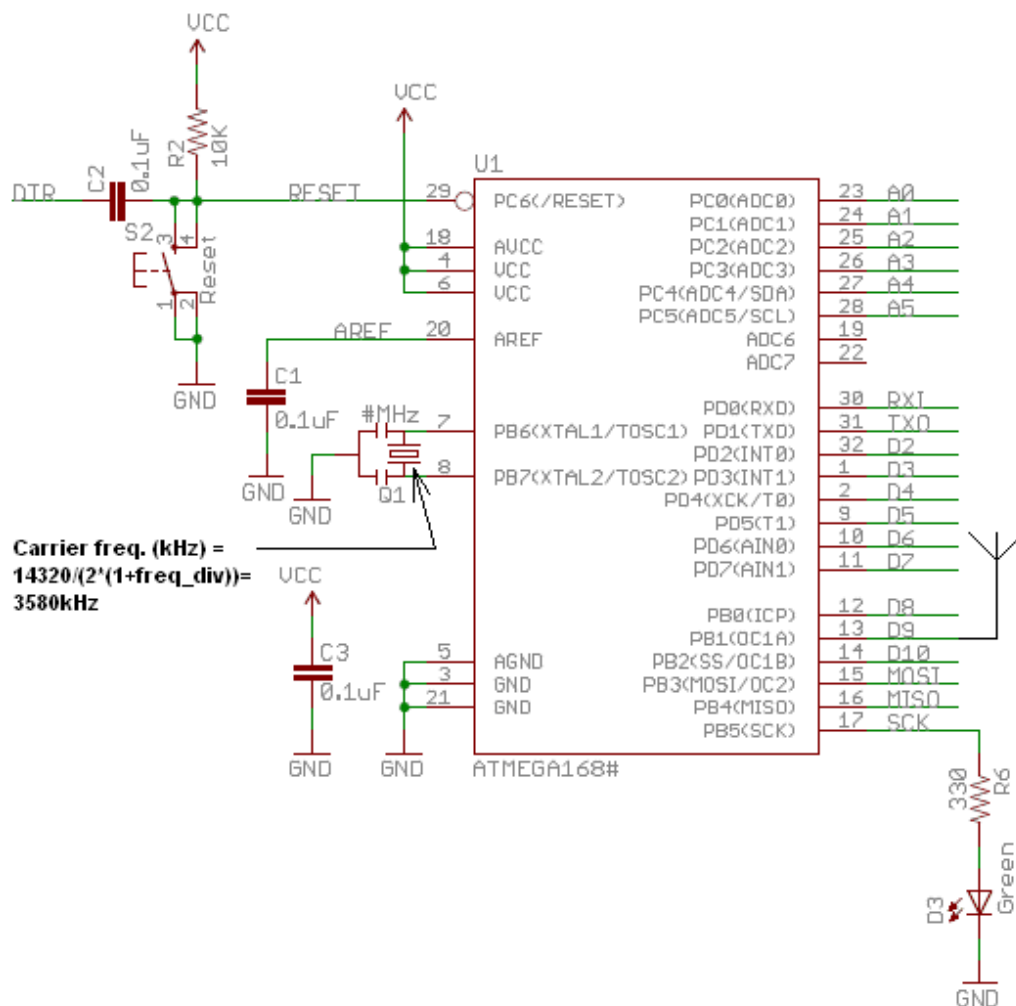 VCC
R2
10K
C2
0.1uF
DTR
RESET
S2
3
4
1
2
Reset
GND
VCC
U1
29
PC6(/RESET)
18
AVCC
4
VCC
6
VCC
20
AREF
AREF
C1
0.1uF
GND
#MHz
7
PB6(XTAL1/TOSC1)
8
PB7(XTAL2/TOSC2)
Q1
GND
Carrier freq. (kHz) =
14320/(2*(1+freq_div))=
3580kHz
VCC
C3
0.1uF
GND
5
AGND
3
GND
21
GND
GND
PC0(ADC0) 23 A0
PC1(ADC1) 24 A1
PC2(ADC2) 25 A2
PC3(ADC3) 26 A3
PC4(ADC4/SDA) 27 A4
PC5(ADC5/SCL) 28 A5
ADC6 19
ADC7 22
PD0(RXD) 30 RXI
PD1(TXD) 31 TXO
PD2(INT0) 32 D2
PD3(INT1) 1 D3
PD4(XCK/T0) 2 D4
PD5(T1) 9 D5
PD6(AIN0) 10 D6
PD7(AIN1) 11 D7
PB0(ICP) 12 D8
PB1(OC1A) 13 D9
PB2(SS/OC1B) 14 D10
PB3(MOSI/OC2) 15 MOSI
PB4(MISO) 16 MISO
PB5(SCK) 17 SCK
ATMEGA168#
330
R6
D3
Green
GND